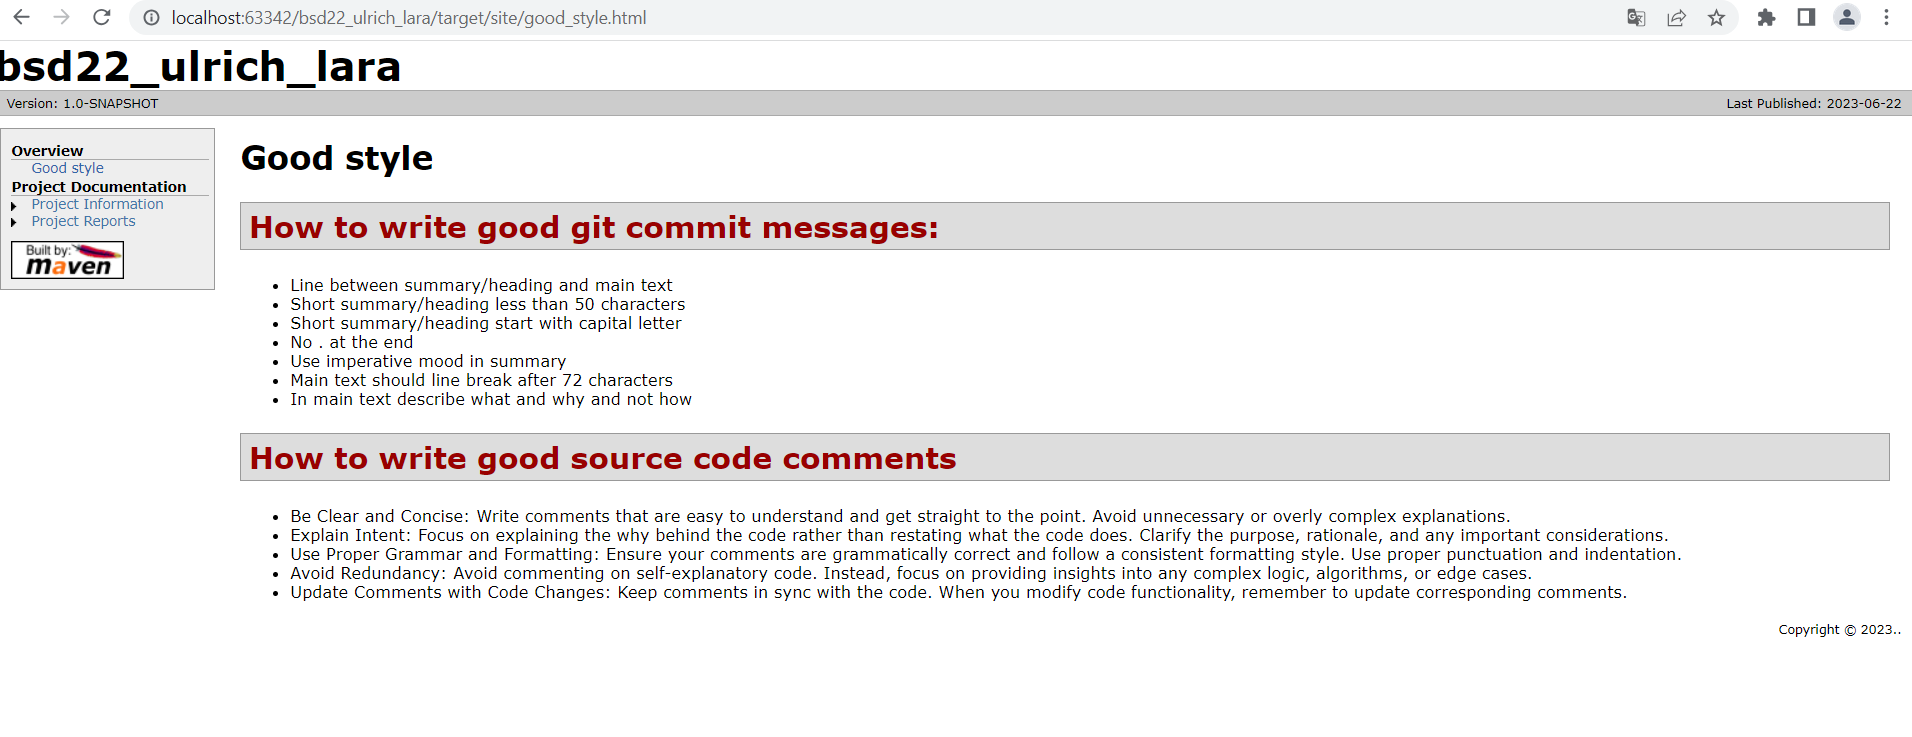 localhost:63342/bsd22_ulrich_lara/target/site/good_style.html
bsd22_ulrich_lara
Version: 1.0-SNAPSHOT
Last Published: 2023-06-22
Overview
Good style
Project Documentation
Project Information
Project Reports
Built by:
maven
Good style
How to write good git commit messages:
• Line between summary/heading and main text
• Short summary/heading less than 50 characters
• Short summary/heading start with capital letter
• No . at the end
• Use imperative mood in summary
• Main text should line break after 72 characters
• In main text describe what and why and not how
How to write good source code comments
• Be Clear and Concise: Write comments that are easy to understand and get straight to the point. Avoid unnecessary or overly complex explanations.
• Explain Intent: Focus on explaining the why behind the code rather than restating what the code does. Clarify the purpose, rationale, and any important considerations.
• Use Proper Grammar and Formatting: Ensure your comments are grammatically correct and follow a consistent formatting style. Use proper punctuation and indentation.
• Avoid Redundancy: Avoid commenting on self-explanatory code. Instead, focus on providing insights into any complex logic, algorithms, or edge cases.
• Update Comments with Code Changes: Keep comments in sync with the code. When you modify code functionality, remember to update corresponding comments.
Copyright © 2023..